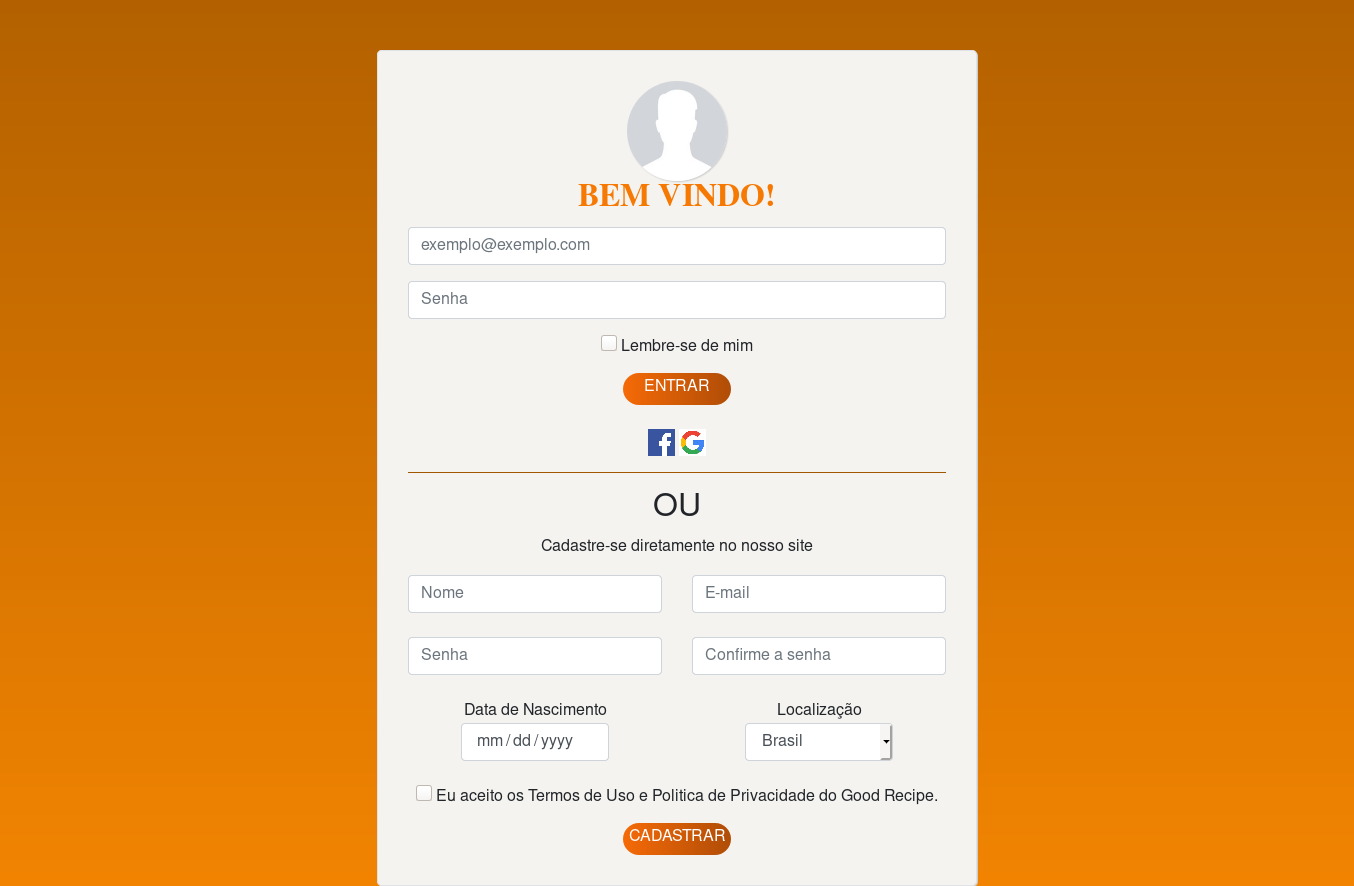 BEM VINDO!
exemplo@exemplo.com
Senha
Lembre-se de mim
ENTRAR
OU
Cadastre-se diretamente no nosso site
Nome
E-mail
Senha
Confirme a senha
Data de Nascimento
Localização
mm/dd/yyyy
Brasil
Eu aceito os Termos de Uso e Politica de Privacidade do Good Recipe.
CADASTRAR